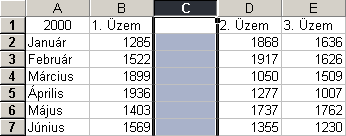 A B C D E
1 2000 1. Üzem 2. Üzem 3. Üzem
2 Január 1285 1868 1636
3 Február 1522 1917 1626
4 Március 1899 1050 1509
5 Április 1936 1277 1007
6 Május 1403 1737 1762
7 Június 1569 1355 1230